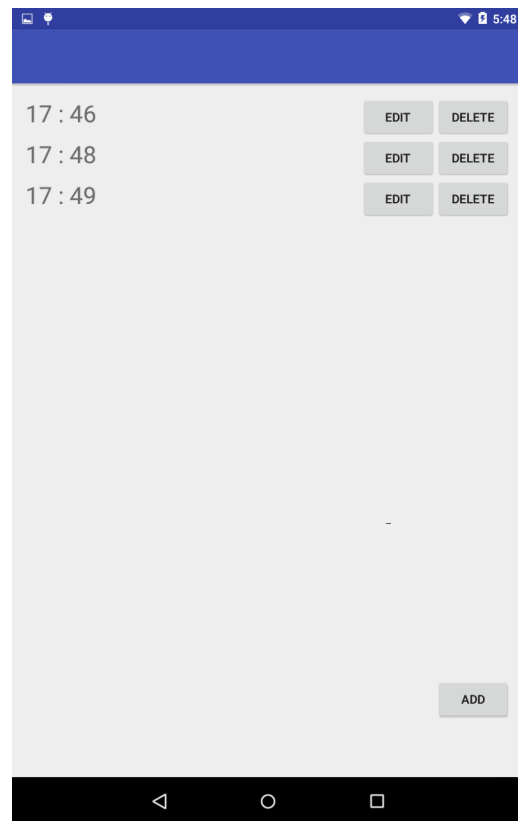 5:48
17 : 46 EDIT DELETE
17 : 48 EDIT DELETE
17 : 49 EDIT DELETE
ADD